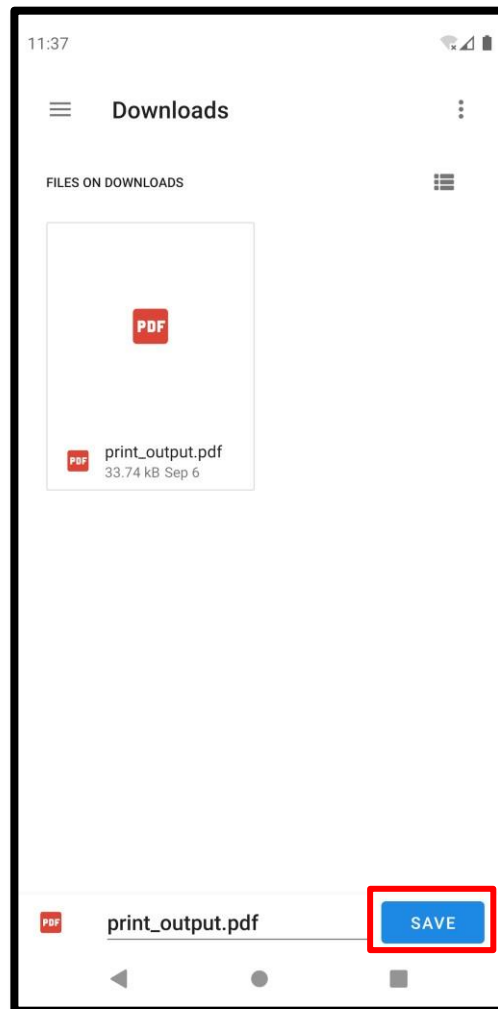 11:37
Downloads
FILES ON DOWNLOADS
PDF
PDF print_output.pdf
33.74 kB Sep 6
PDF print_output.pdf SAVE